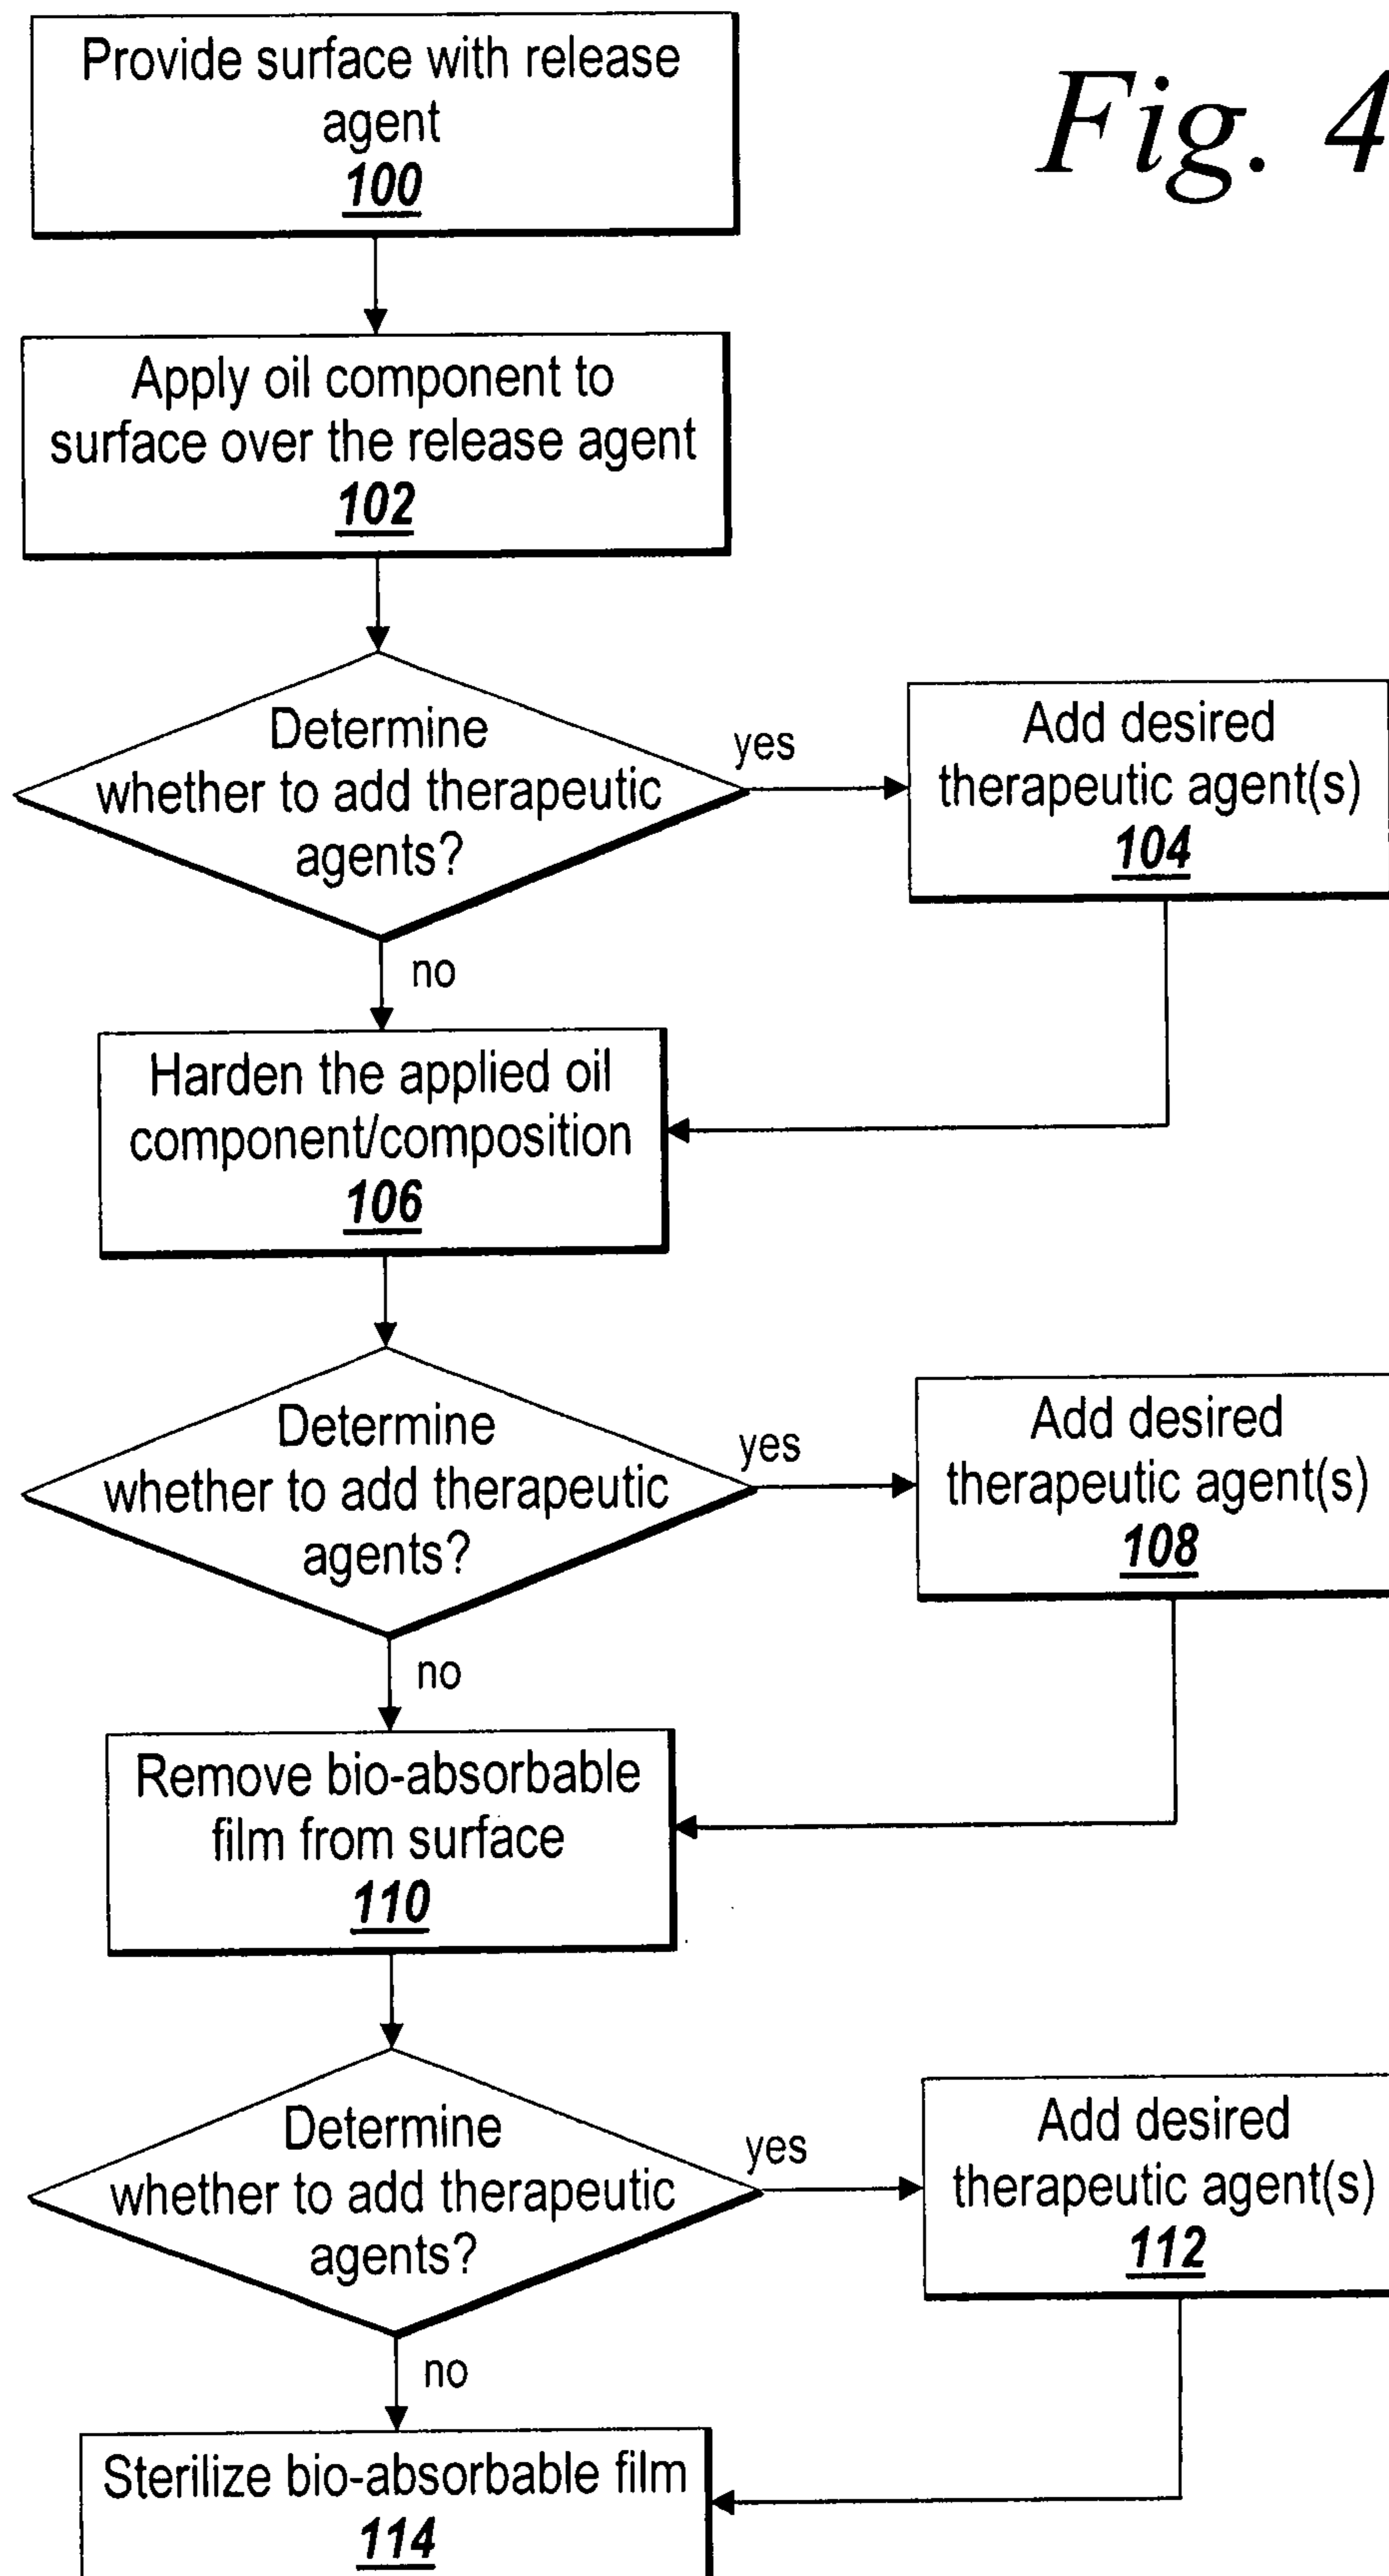 Fig. 4
Provide surface with release
agent
100
Apply oil component to
surface over the release agent
102
Determine
whether to add therapeutic
agents?
yes
Add desired
therapeutic agent(s)
104
no
Harden the applied oil
component/composition
106
Determine
whether to add therapeutic
agents?
yes
Add desired
therapeutic agent(s)
108
no
Remove bio-absorbable
film from surface
110
Determine
whether to add therapeutic
agents?
yes
Add desired
therapeutic agent(s)
112
no
Sterilize bio-absorbable film
114